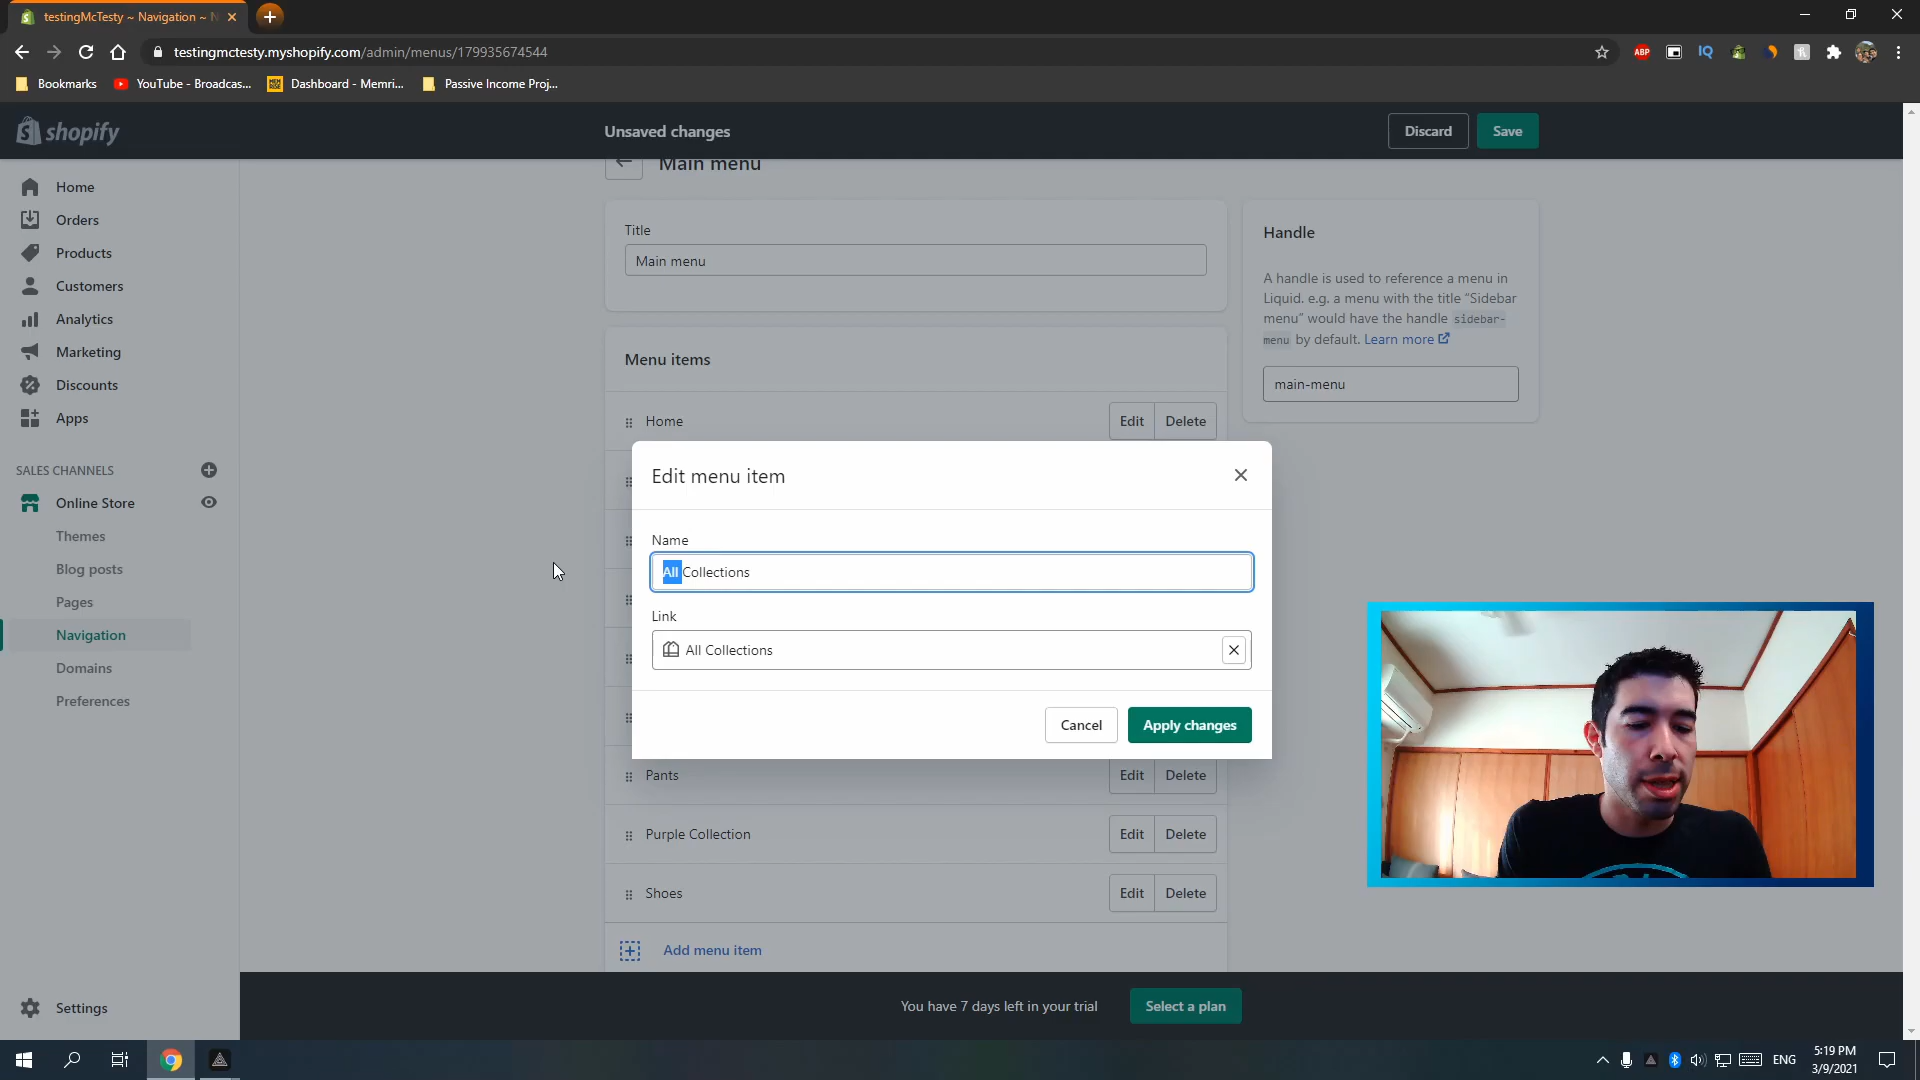 testingMcTesty ~ Navigation ~ N
testingmctesty.myshopify.com/admin/menus/179935674544
ABP
IQ
Bookmarks
YouTube - Broadcas...
Dashboard - Memri...
Passive Income Proj...
shopify
Unsaved changes
Discard
Save
Home
Orders
Products
Customers
Analytics
Marketing
Discounts
Apps
SALES CHANNELS
Online Store
Themes
Blog posts
Pages
Navigation
Domains
Preferences
Settings
Main menu
Title
Main menu
Handle
A handle is used to reference a menu in
Liquid. e.g. a menu with the title “Sidebar
menu” would have the handle sidebar-
menu by default. Learn more
main-menu
Menu items
Home
Edit
Delete
Edit menu item
Name
All Collections
Link
All Collections
Cancel
Apply changes
Pants
Edit
Delete
Purple Collection
Edit
Delete
Shoes
Edit
Delete
Add menu item
You have 7 days left in your trial
Select a plan
ENG
5:19 PM
3/9/2021